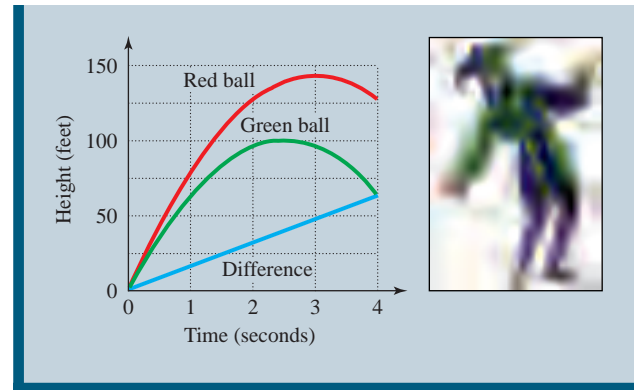 150
Red ball
Green ball
100
Height (feet)
50
Difference
0
0 1 2 3 4
Time (seconds)